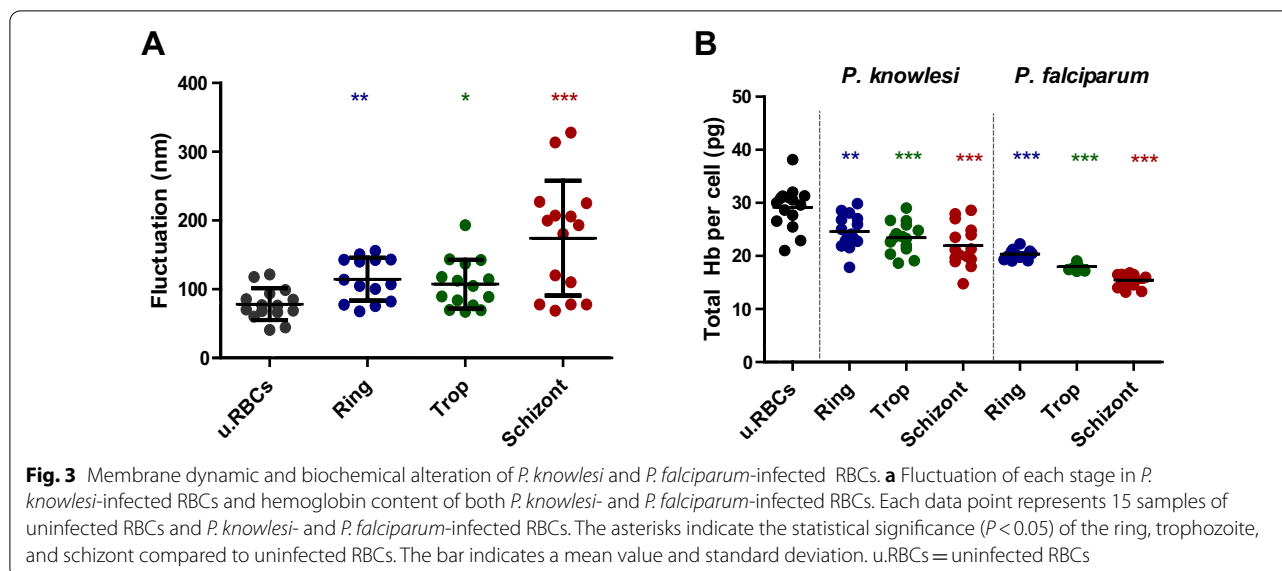 A
B
P. knowlesi
P. falciparum
400
300
200
100
0
Fluctuation (nm)
**
*
***
u.RBCs
Ring
Trop
Schizont
50
40
30
20
10
0
Total Hb per cell (pg)
**
***
***
***
***
***
u.RBCs
Ring
Trop
Schizont
Ring
Trop
Schizont
Fig. 3 Membrane dynamic and biochemical alteration of P. knowlesi and P. falciparum-infected RBCs. a Fluctuation of each stage in P.
knowlesi-infected RBCs and hemoglobin content of both P. knowlesi- and P. falciparum-infected RBCs. Each data point represents 15 samples of
uninfected RBCs and P. knowlesi- and P. falciparum-infected RBCs. The asterisks indicate the statistical significance (P < 0.05) of the ring, trophozoite,
and schizont compared to uninfected RBCs. The bar indicates a mean value and standard deviation. u.RBCs = uninfected RBCs